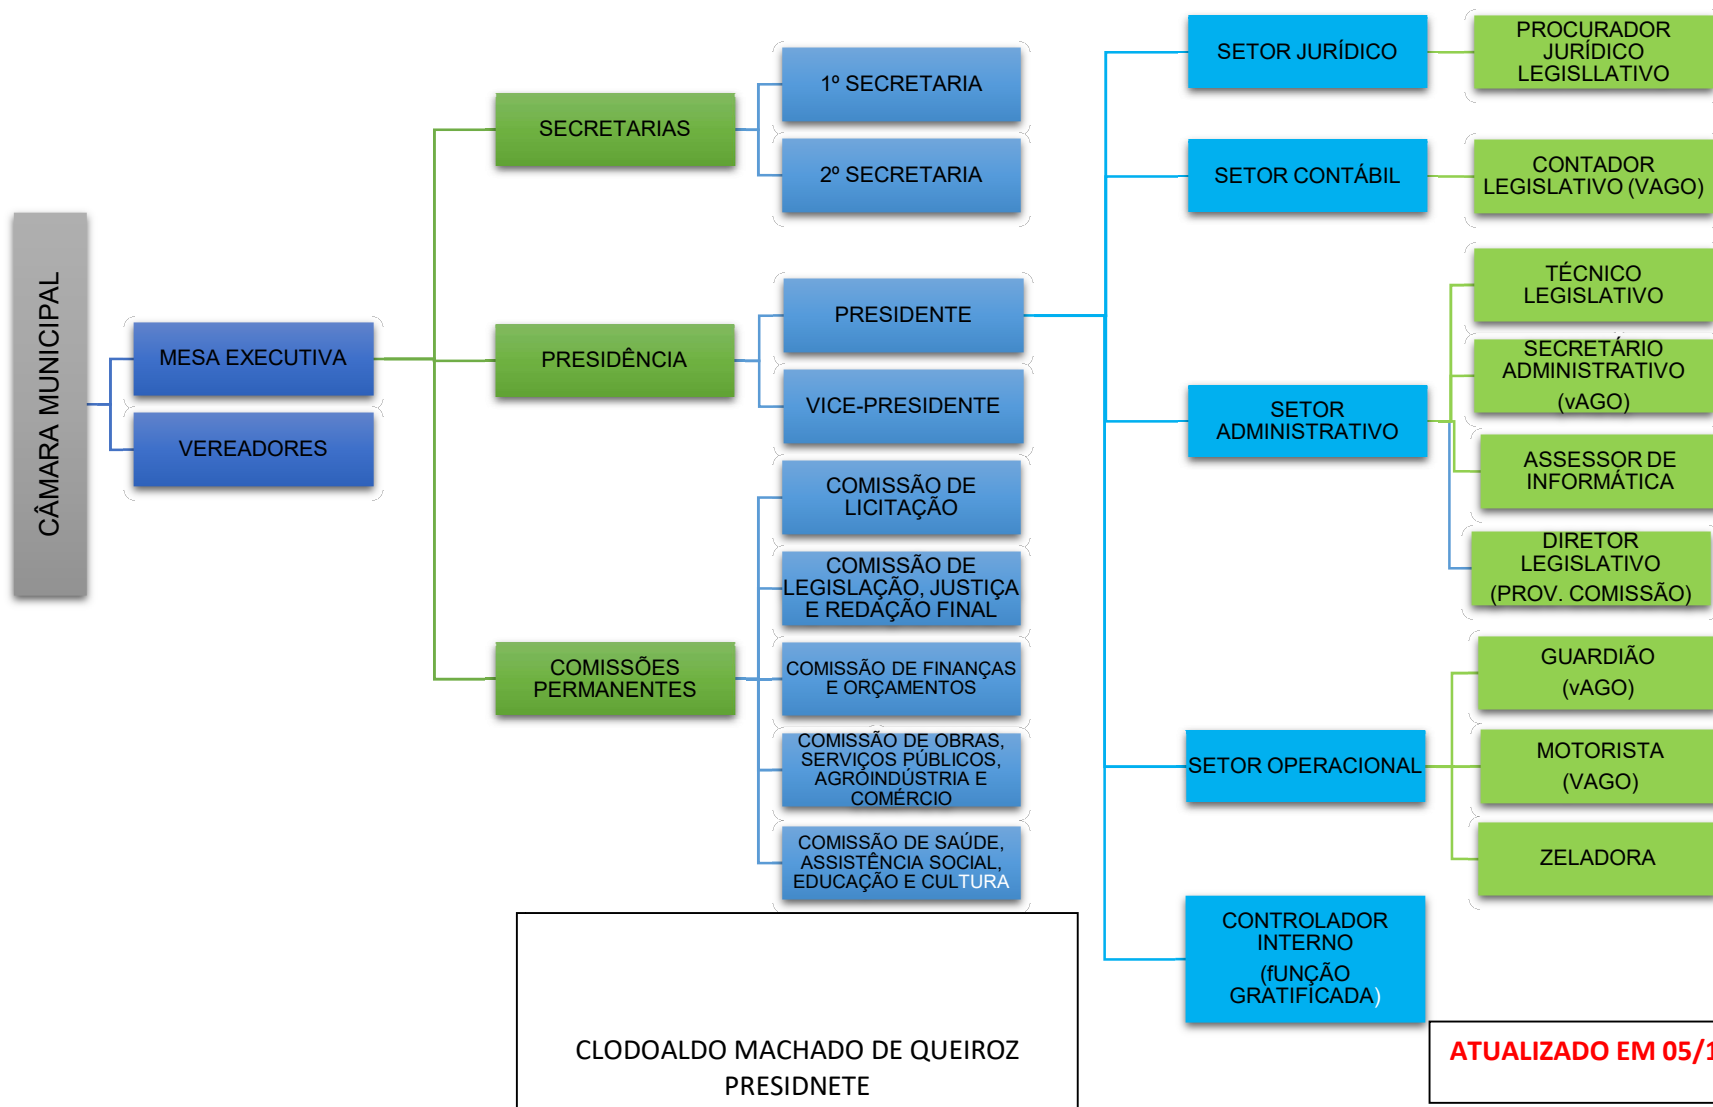 CÂMARA MUNICIPAL
MESA EXECUTIVA
VEREADORES
SECRETARIAS
PRESIDÊNCIA
COMISSÕES
PERMANENTES
1º SECRETARIA
2º SECRETARIA
PRESIDENTE
VICE-PRESIDENTE
COMISSÃO DE
LICITAÇÃO
COMISSÃO DE
LEGISLAÇÃO, JUSTIÇA
E REDAÇÃO FINAL
COMISSÃO DE FINANÇAS
E ORÇAMENTOS
COMISSÃO DE OBRAS,
SERVIÇOS PÚBLICOS,
AGROINDÚSTRIA E
COMÉRCIO
COMISSÃO DE SAÚDE,
ASSISTÊNCIA SOCIAL,
EDUCAÇÃO E CULTURA
SETOR JURÍDICO
SETOR CONTÁBIL
SETOR
ADMINISTRATIVO
SETOR OPERACIONAL
CONTROLADOR
INTERNO
(fUNÇÃO
GRATIFICADA)
PROCURADOR
JURÍDICO
LEGISLLATIVO
CONTADOR
LEGISLATIVO (VAGO)
TÉCNICO
LEGISLATIVO
SECRETÁRIO
ADMINISTRATIVO
(vAGO)
ASSESSOR DE
INFORMÁTICA
DIRETOR
LEGISLATIVO
(PROV. COMISSÃO)
GUARDIÃO
(vAGO)
MOTORISTA
(VAGO)
ZELADORA
CLODOALDO MACHADO DE QUEIROZ
PRESIDNETE
ATUALIZADO EM 05/1